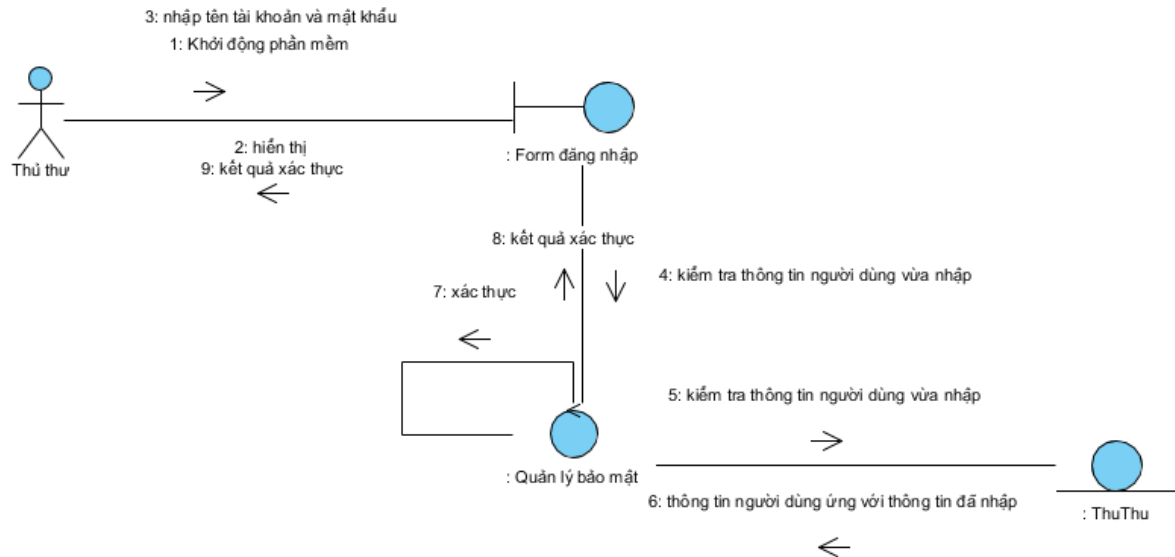 3: nhập tên tài khoản và mật khẩu
1: Khởi động phần mềm
2: hiển thị
9: kết quả xác thực
Thủ thư
: Form đăng nhập
8: kết quả xác thực
4: kiểm tra thông tin người dùng vừa nhập
7: xác thực
5: kiểm tra thông tin người dùng vừa nhập
: Quản lý bảo mật
6: thông tin người dùng ứng với thông tin đã nhập
: ThuThu